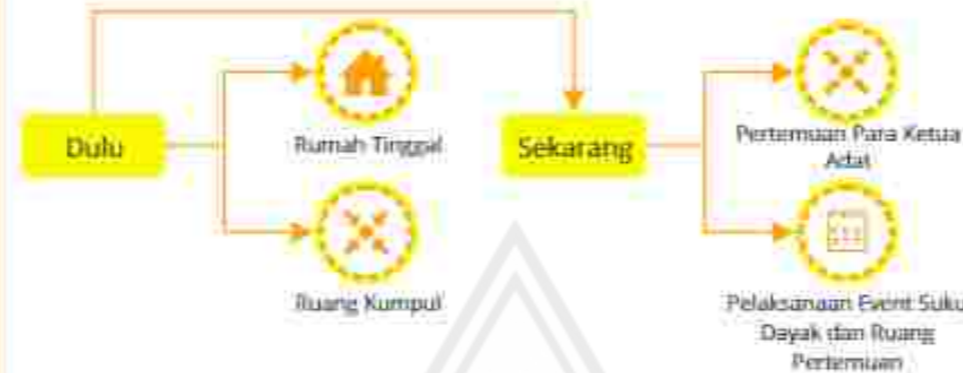 Dulu
Rumah Tinggal
Ruang Kumpul
Sekarang
Pertemuan Para Ketua
Adat
Pelaksanaan Event Suku
Dayak dan Ruang
Pertemuan